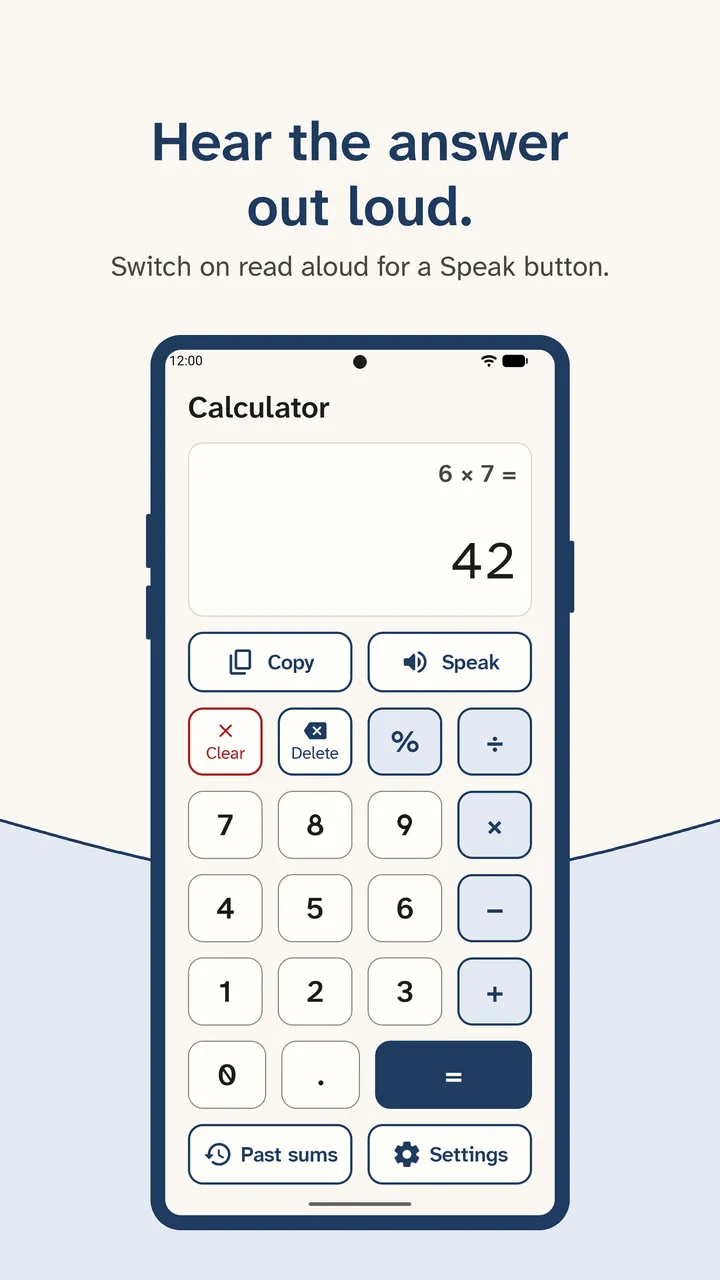 Hear the answer
out loud.
Switch on read aloud for a Speak button.
12:00
Calculator
6 × 7 =
42
Copy Speak
Clear Delete % ÷
7 8 9 ×
4 5 6 −
1 2 3 +
0 . =
Past sums Settings